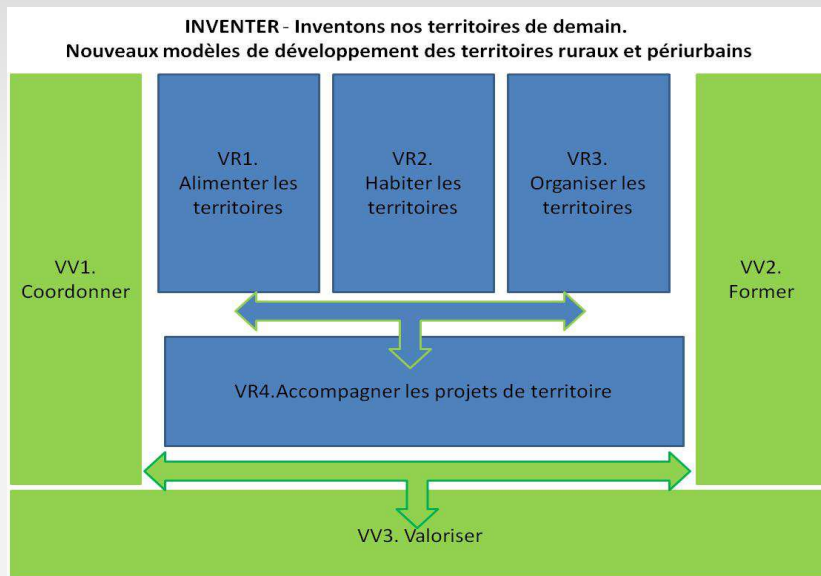 INVENTER - Inventons nos territoires de demain.
Nouveaux modèles de développement des territoires ruraux et périurbains
VR1.
Alimenter les
territoires
VR2.
Habiter les
territoires
VR3.
Organiser les
territoires
VV1.
Coordonner
VV2.
Former
VR4.Accompagner les projets de territoire
VV3. Valoriser